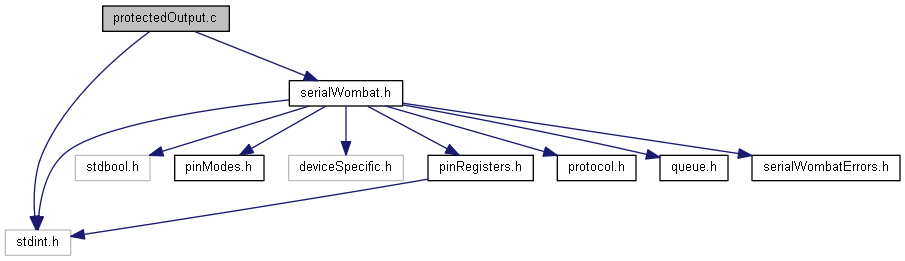 protectedOutput.c
serialWombat.h
stdbool.h
pinModes.h
deviceSpecific.h
pinRegisters.h
protocol.h
queue.h
serialWombatErrors.h
stdint.h